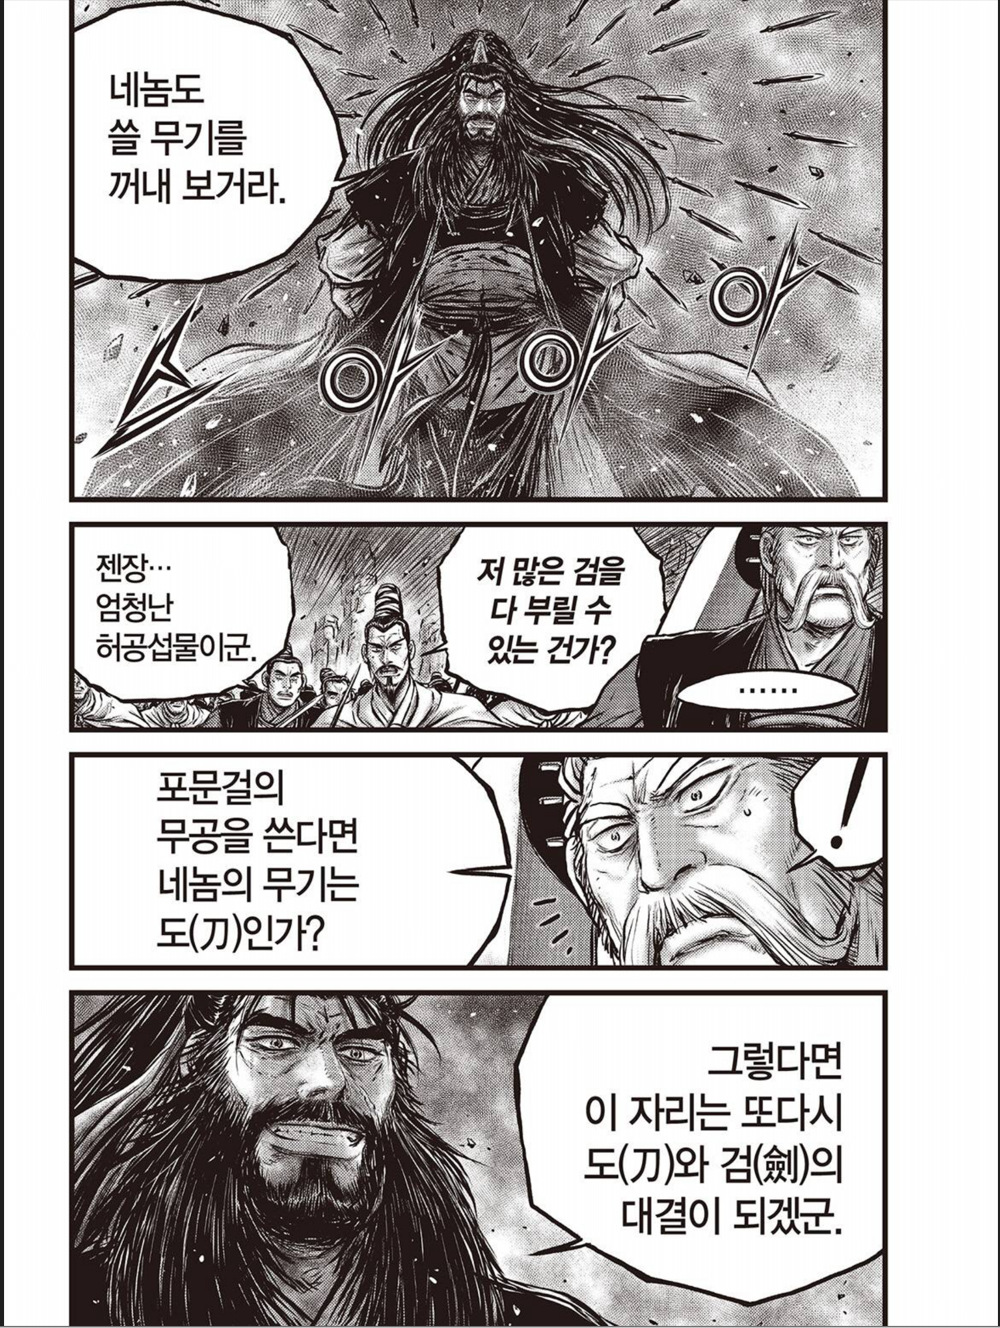 네놈도
쓸 무기를
꺼내 보거라.
스
아
아
아
젠장…
엄청난
허공섭물이군.
저 많은 검을
다 부릴 수
있는 건가?
……
포문걸의
무공을 쓴다면
네놈의 무기는
도(刀)인가?
!
그렇다면
이 자리는 또다시
도(刀)와 검(劍)의
대결이 되겠군.